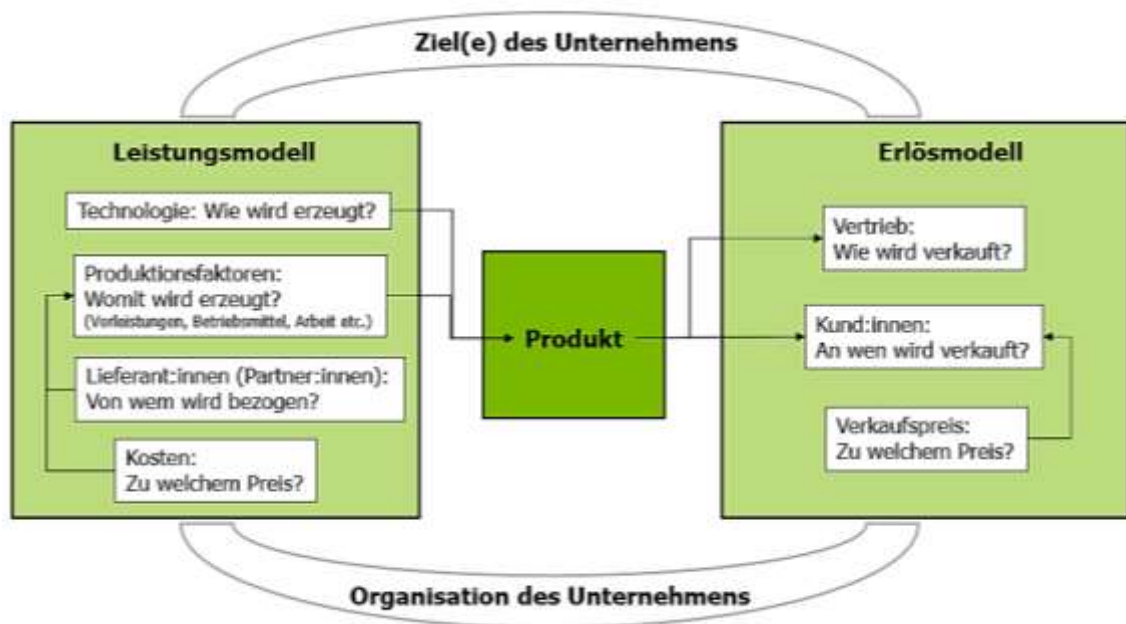 Ziel(e) des Unternehmens
Leistungsmodell
Technologie: Wie wird erzeugt?
Produktionsfaktoren:
Womit wird erzeugt?
(Vorleistungen, Betriebsmittel, Arbeit etc.)
Lieferant:innen (Partner:innen):
Von wem wird bezogen?
Kosten:
Zu welchem Preis?
Produkt
Erlösmodell
Vertrieb:
Wie wird verkauft?
Kund:innen:
An wen wird verkauft?
Verkaufspreis:
Zu welchem Preis?
Organisation des Unternehmens